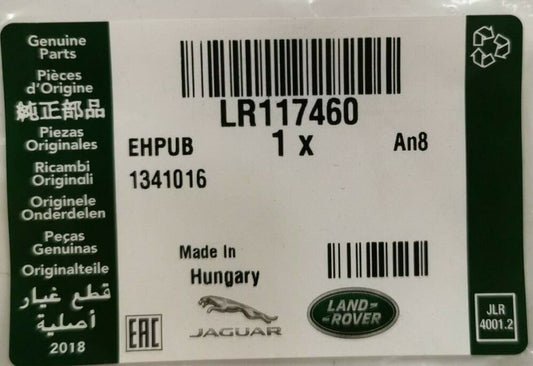 Genuine
Parts
Pièces
d'Origine
純正部品
Piezas
Originales
Ricambi
Originali
Originele
Onderdelen
Peças
Genuinas
Originalteile
قطع غيار
أصلية
2018
LR117460
EHPUB
1 x
An8
1341016
Made In
Hungary
EAC
JAGUAR
LAND-
-ROVER
JLR
4001.2